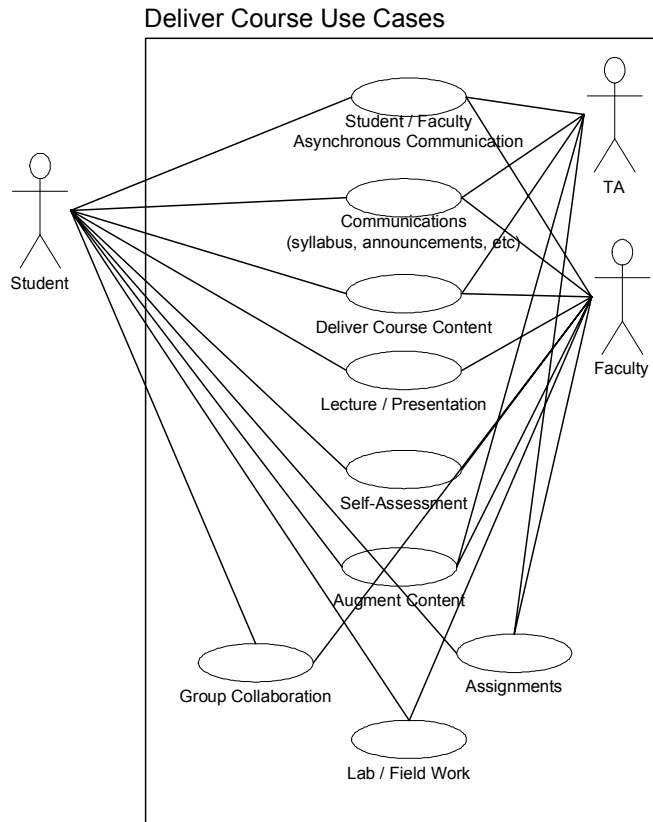 Deliver Course Use Cases
Student / Faculty
Asynchronous Communication
TA
Student
Communications
(syllabus, announcements, etc)
Deliver Course Content
Faculty
Lecture / Presentation
Self-Assessment
Augment Content
Group Collaboration
Assignments
Lab / Field Work